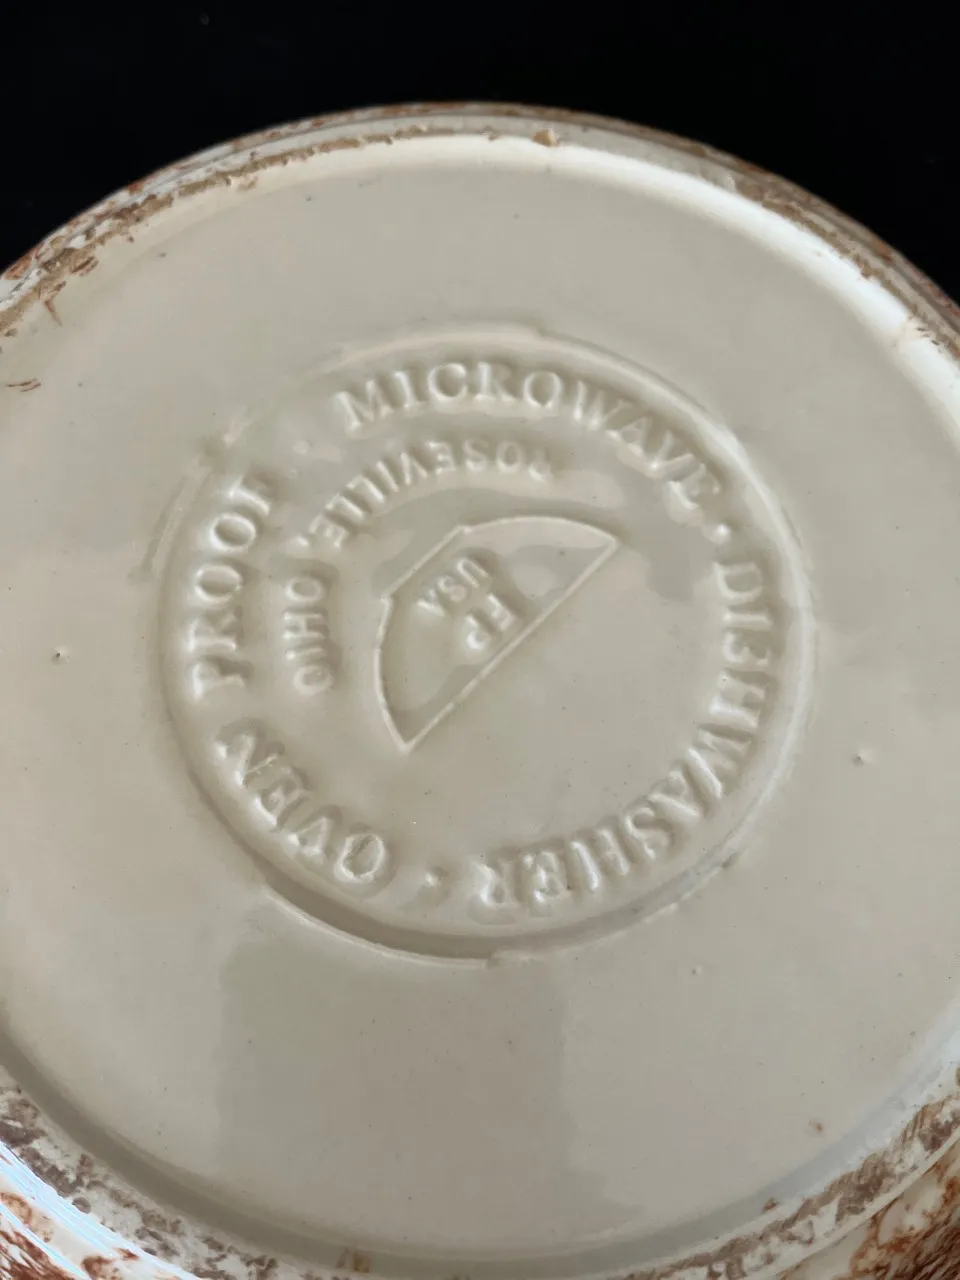 MICROWAVE · DISHWASHER · OVEN PROOF
ROSEVILLE, OHIO
FP
USA